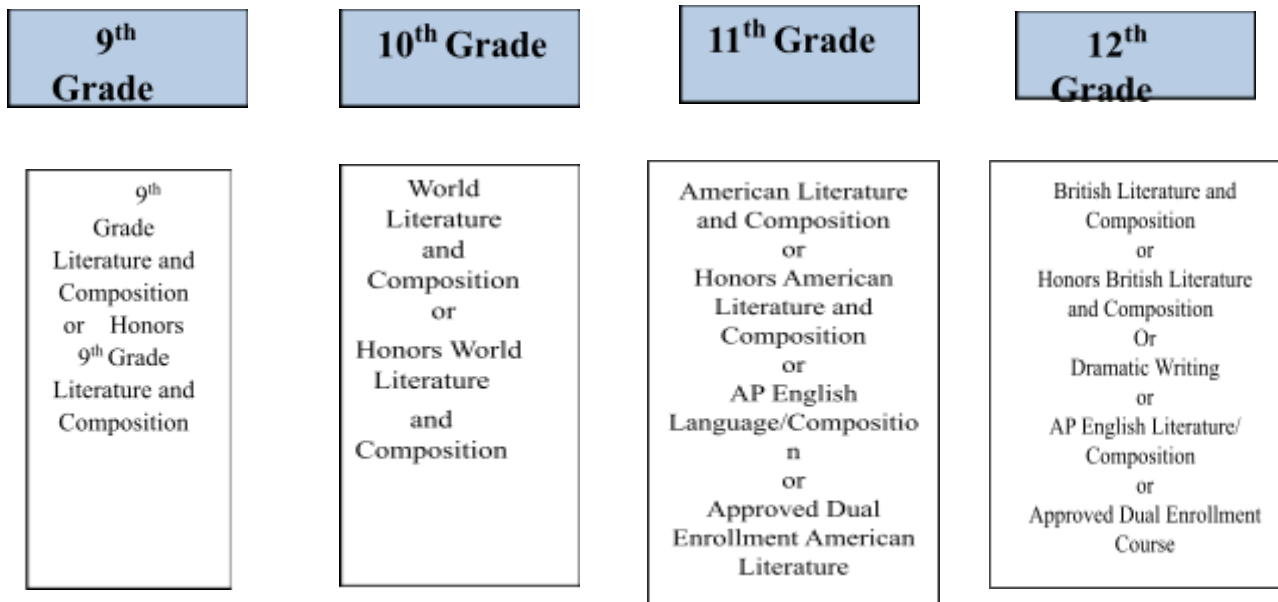 9th
Grade
10th Grade
11th Grade
12th
Grade
9th
Grade
Literature and
Composition
or Honors
9th Grade
Literature and
Composition
World
Literature
and
Composition
or
Honors World
Literature
and
Composition
American Literature
and Composition
or
Honors American
Literature and
Composition
or
AP English
Language/Compositio
n
or
Approved Dual
Enrollment American
Literature
British Literature and
Composition
or
Honors British Literature
and Composition
Or
Dramatic Writing
or
AP English Literature/
Composition
or
Approved Dual Enrollment
Course